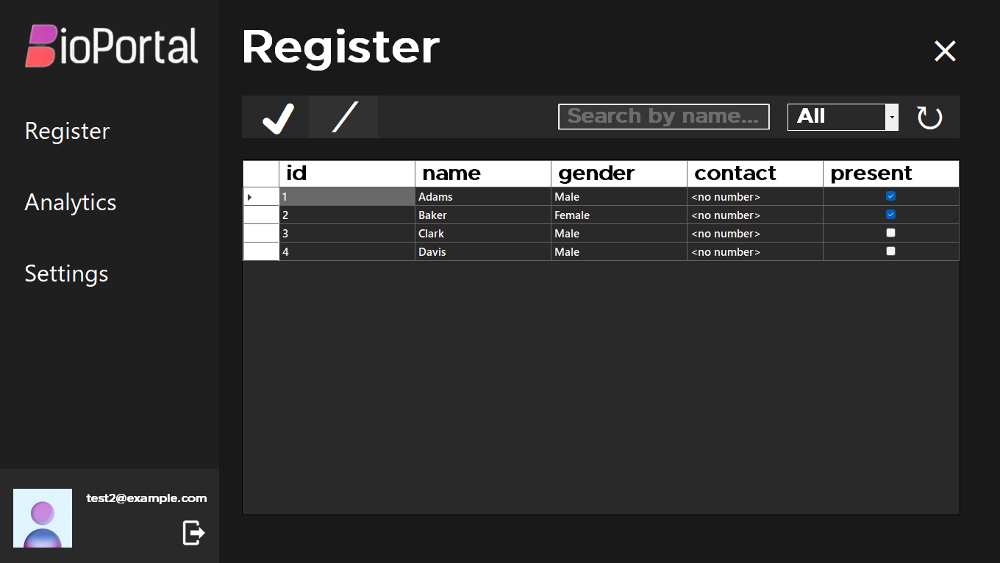 BioPortal
Register
Analytics
Settings
test2@example.com
Register
Search by name...
All
id name gender contact present
1 Adams Male <no number>
2 Baker Female <no number>
3 Clark Male <no number>
4 Davis Male <no number>